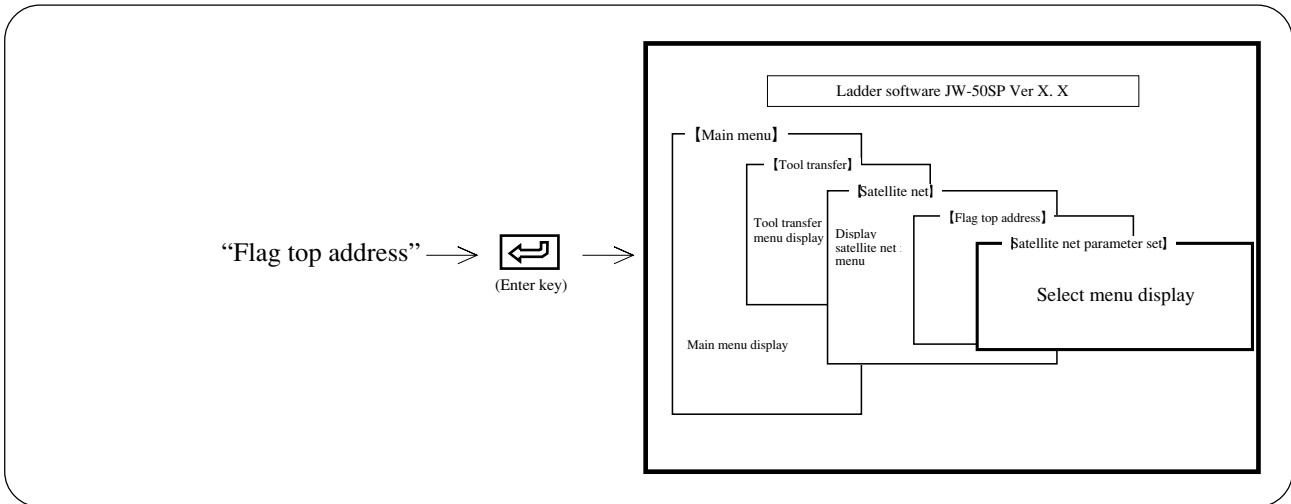 Ladder software JW-50SP Ver X. X
【Main menu】
【Tool transfer】
【Satellite net】
【Flag top address】
【Satellite net parameter set】
Tool transfer
menu display
Display
satellite net
menu
Select menu display
Main menu display
“Flag top address”
(Enter key)